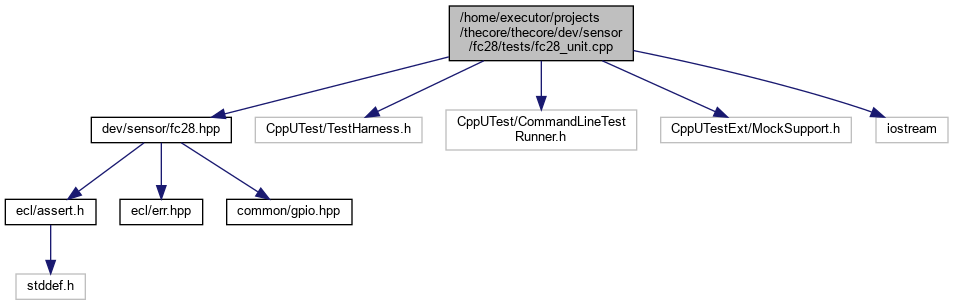 /home/executor/projects
/thecore/thecore/dev/sensor
/fc28/tests/fc28_unit.cpp
dev/sensor/fc28.hpp
CppUTest/TestHarness.h
CppUTest/CommandLineTest
Runner.h
CppUTestExt/MockSupport.h
iostream
ecl/assert.h
ecl/err.hpp
common/gpio.hpp
stddef.h